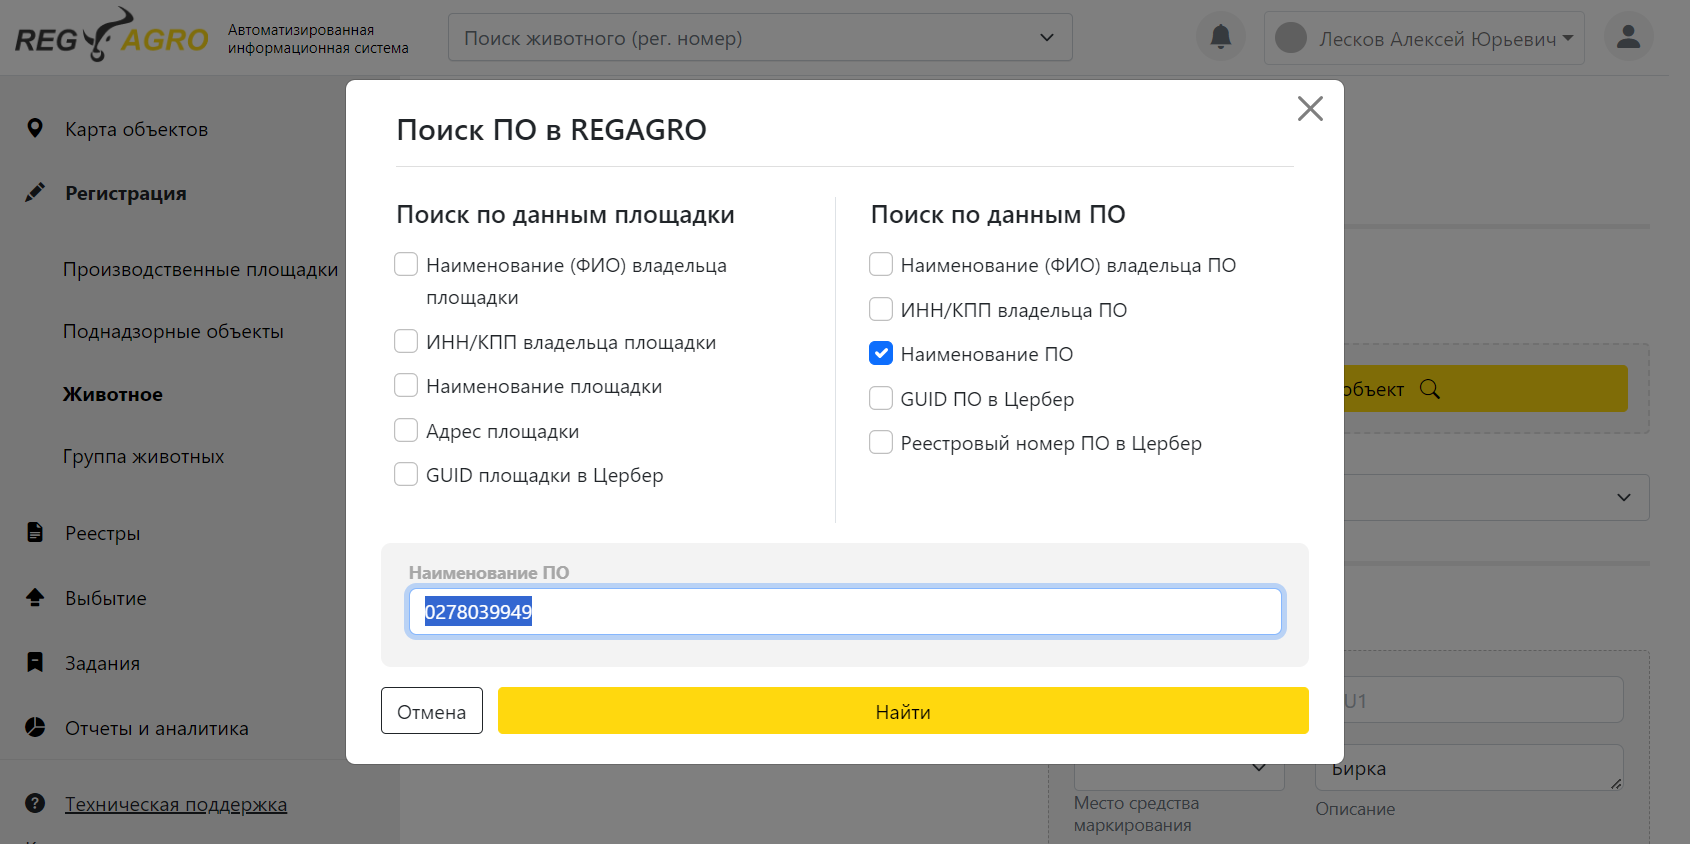 REG AGRO
Автоматизированная
информационная система
Поиск животного (рег. номер)
Лесков Алексей Юрьевич
Карта объектов
Регистрация
Производственные площадки
Поднадзорные объекты
Животное
Группа животных
Реестры
Выбытие
Задания
Отчеты и аналитика
Техническая поддержка
Поиск ПО в REGAGRO
Поиск по данным площадки
Наименование (ФИО) владельца
площадки
ИНН/КПП владельца площадки
Наименование площадки
Адрес площадки
GUID площадки в Цербер
Поиск по данным ПО
Наименование (ФИО) владельца ПО
ИНН/КПП владельца ПО
Наименование ПО
GUID ПО в Цербер
Реестровый номер ПО в Цербер
Наименование ПО
0278039949
Отмена
Найти
объект
U1
Бирка
Место средства
маркирования
Описание